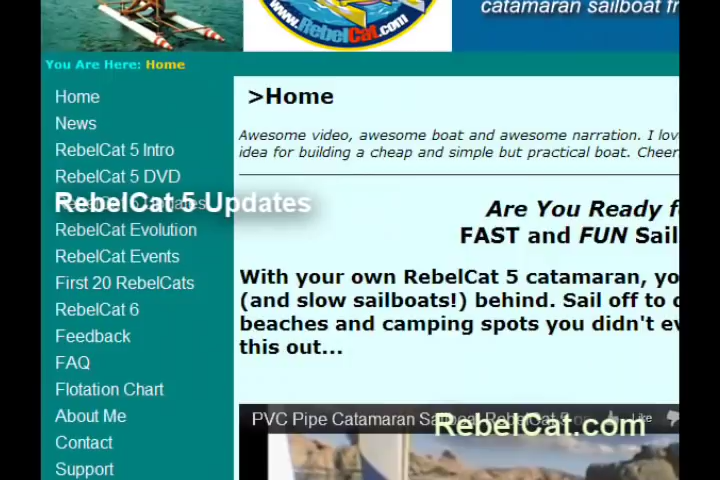 catamaran sailboat fr
www.RebelCat.com
You Are Here: Home
Home
News
RebelCat 5 Intro
RebelCat 5 DVD
RebelCat 5 Updates
RebelCat Evolution
RebelCat Events
First 20 RebelCats
RebelCat 6
Feedback
FAQ
Flotation Chart
About Me
Contact
Support
>Home
Awesome video, awesome boat and awesome narration. I lov
idea for building a cheap and simple but practical boat. Cheer
Are You Ready f
FAST and FUN Sail
With your own RebelCat 5 catamaran, yo
(and slow sailboats!) behind. Sail off to
beaches and camping spots you didn't ev
this out...
PVC Pipe Catamaran Sailboat RebelCat 5
Like
RebelCat.com